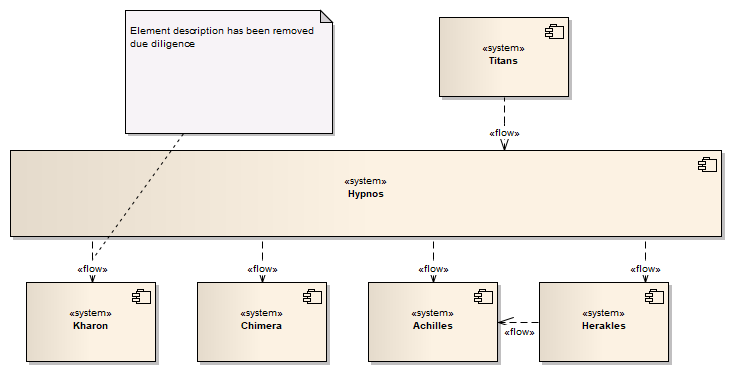 Element description has been removed
due diligence
«system»
Titans
«flow»
«system»
Hypnos
«flow»
«flow»
«flow»
«flow»
«system»
Kharon
«system»
Chimera
«system»
Achilles
«flow»
«system»
Herakles